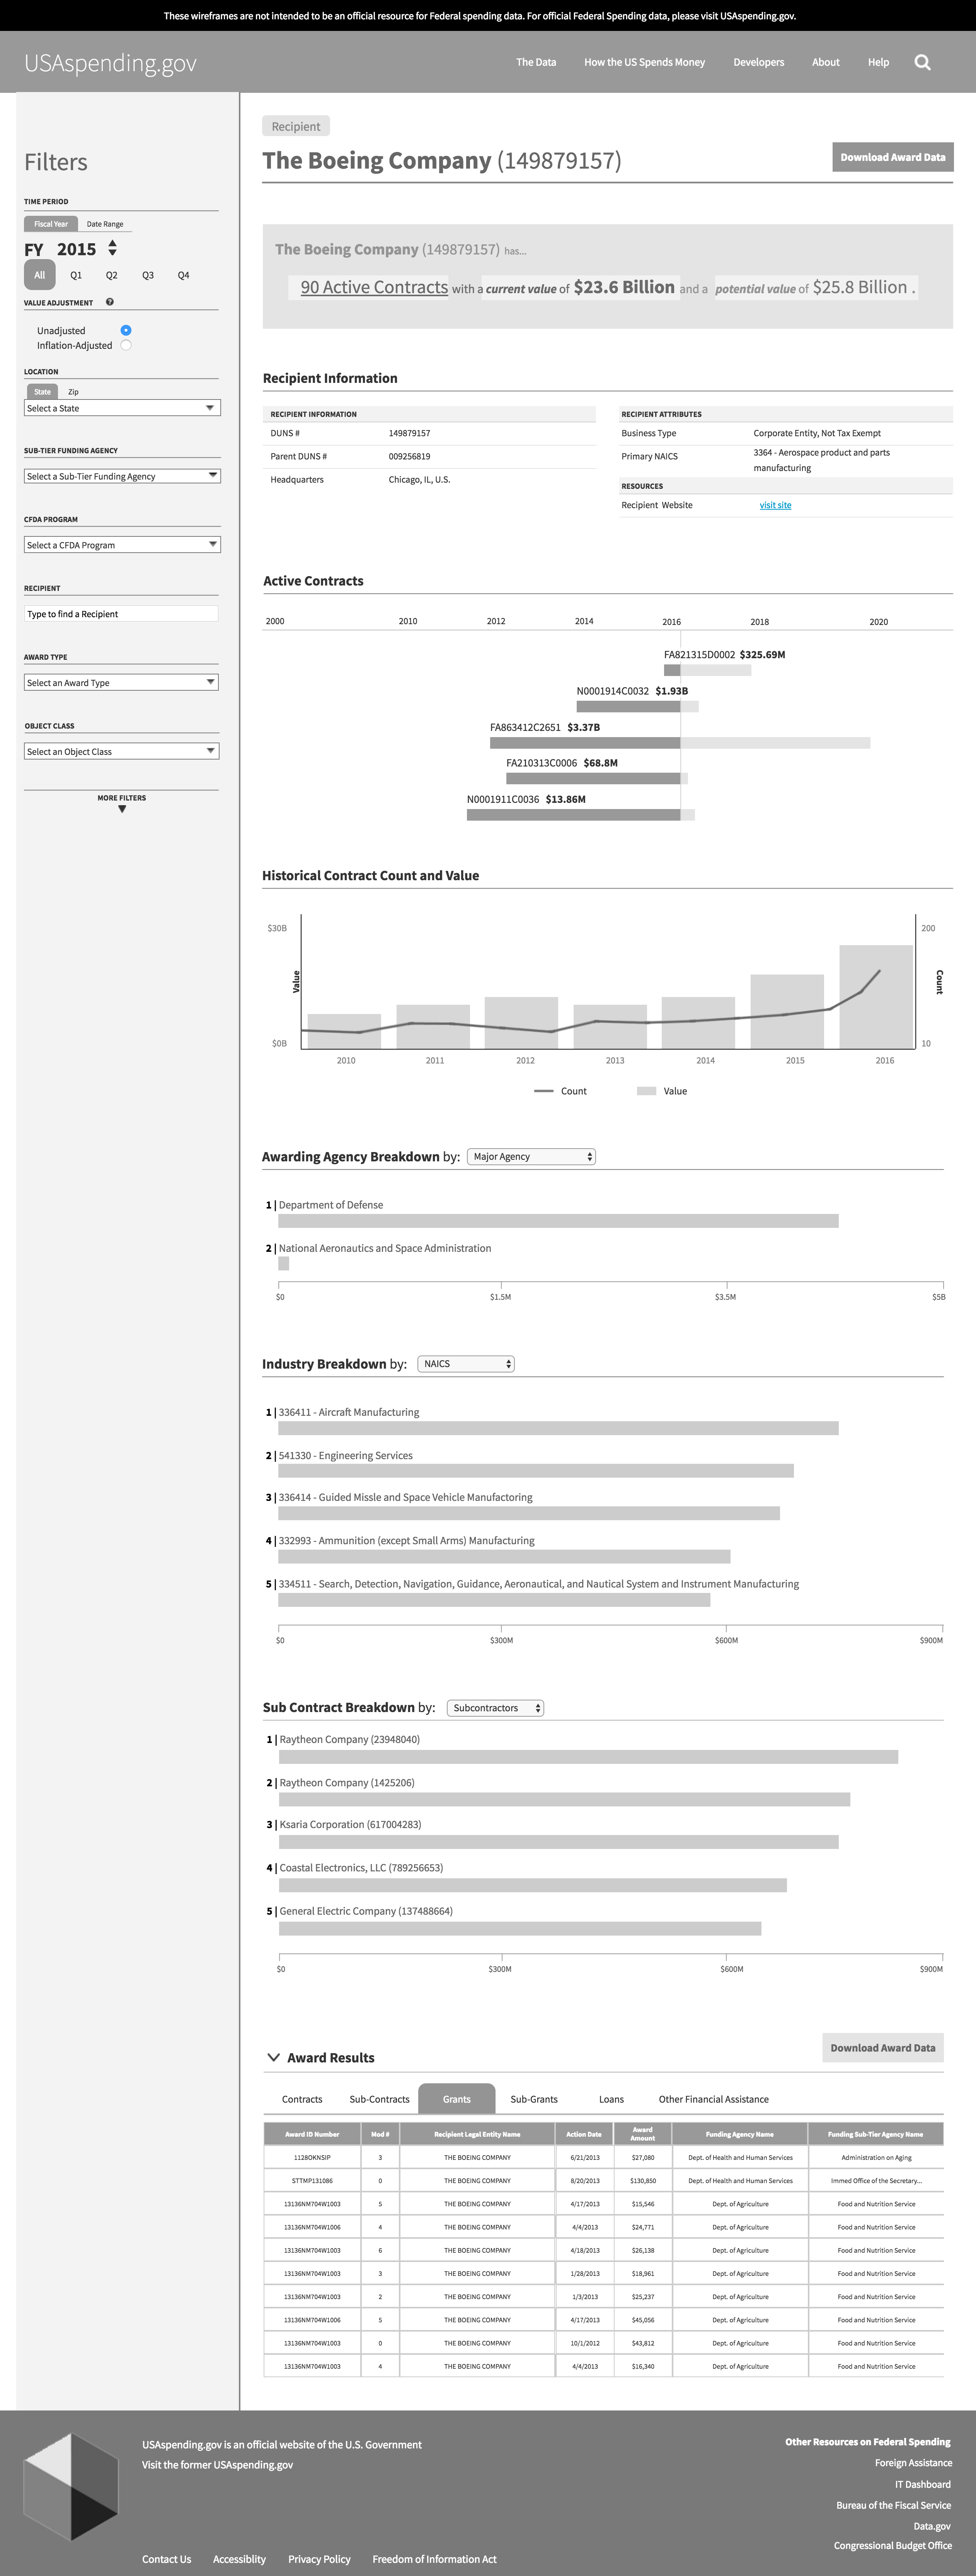 These wireframes are not intended to be an official resource for Federal spending data. For official Federal Spending data, please visit USAspending.gov.
USAspending.gov
The Data How the US Spends Money Developers About Help
Filters
TIME PERIOD
Fiscal Year Date Range
FY 2015
All Q1 Q2 Q3 Q4
VALUE ADJUSTMENT ?
Unadjusted
Inflation-Adjusted
LOCATION
State Zip
Select a State
SUB-TIER FUNDING AGENCY
Select a Sub-Tier Funding Agency
CFDA PROGRAM
Select a CFDA Program
RECIPIENT
Type to find a Recipient
AWARD TYPE
Select an Award Type
OBJECT CLASS
Select an Object Class
MORE FILTERS
Recipient
The Boeing Company (149879157)
Download Award Data
The Boeing Company (149879157) has...
90 Active Contracts with a current value of $23.6 Billion and a potential value of $25.8 Billion .
Recipient Information
RECIPIENT INFORMATION
DUNS # 149879157
Parent DUNS # 009256819
Headquarters Chicago, IL, U.S.
RECIPIENT ATTRIBUTES
Business Type Corporate Entity, Not Tax Exempt
Primary NAICS 3364 - Aerospace product and parts
manufacturing
RESOURCES
Recipient Website visit site
Active Contracts
2000 2010 2012 2014 2016 2018 2020
FA821315D0002 $325.69M
N0001914C0032 $1.93B
FA863412C2651 $3.37B
FA210313C0006 $68.8M
N0001911C0036 $13.86M
Historical Contract Count and Value
$30B 200
Value Count
$0B 10
2010 2011 2012 2013 2014 2015 2016
Count Value
Awarding Agency Breakdown by: Major Agency
1 | Department of Defense
2 | National Aeronautics and Space Administration
$0 $1.5M $3.5M $5B
Industry Breakdown by: NAICS
1 | 336411 - Aircraft Manufacturing
2 | 541330 - Engineering Services
3 | 336414 - Guided Missle and Space Vehicle Manufactoring
4 | 332993 - Ammunition (except Small Arms) Manufacturing
5 | 334511 - Search, Detection, Navigation, Guidance, Aeronautical, and Nautical System and Instrument Manufacturing
$0 $300M $600M $900M
Sub Contract Breakdown by: Subcontractors
1 | Raytheon Company (23948040)
2 | Raytheon Company (1425206)
3 | Ksaria Corporation (617004283)
4 | Coastal Electronics, LLC (789256653)
5 | General Electric Company (137488664)
$0 $300M $600M $900M
Award Results
Download Award Data
Contracts Sub-Contracts Grants Sub-Grants Loans Other Financial Assistance
Award ID Number Mod # Recipient Legal Entity Name Action Date Award Amount Funding Agency Name Funding Sub-Tier Agency Name
1128OKNSIP 3 THE BOEING COMPANY 6/21/2013 $27,080 Dept. of Health and Human Services Administration on Aging
STTMP131086 0 THE BOEING COMPANY 8/20/2013 $130,850 Dept. of Health and Human Services Immed Office of the Secretary...
13136NM704W1003 5 THE BOEING COMPANY 4/17/2013 $15,546 Dept. of Agriculture Food and Nutrition Service
13136NM704W1006 4 THE BOEING COMPANY 4/4/2013 $24,771 Dept. of Agriculture Food and Nutrition Service
13136NM704W1003 6 THE BOEING COMPANY 4/18/2013 $26,138 Dept. of Agriculture Food and Nutrition Service
13136NM704W1003 3 THE BOEING COMPANY 1/28/2013 $18,961 Dept. of Agriculture Food and Nutrition Service
13136NM704W1003 2 THE BOEING COMPANY 1/3/2013 $25,237 Dept. of Agriculture Food and Nutrition Service
13136NM704W1006 5 THE BOEING COMPANY 4/17/2013 $45,056 Dept. of Agriculture Food and Nutrition Service
13136NM704W1003 0 THE BOEING COMPANY 10/1/2012 $43,812 Dept. of Agriculture Food and Nutrition Service
13136NM704W1003 4 THE BOEING COMPANY 4/4/2013 $16,340 Dept. of Agriculture Food and Nutrition Service
USAspending.gov is an official website of the U.S. Government
Visit the former USAspending.gov
Contact Us Accessiblity Privacy Policy Freedom of Information Act
Other Resources on Federal Spending
Foreign Assistance
IT Dashboard
Bureau of the Fiscal Service
Data.gov
Congressional Budget Office